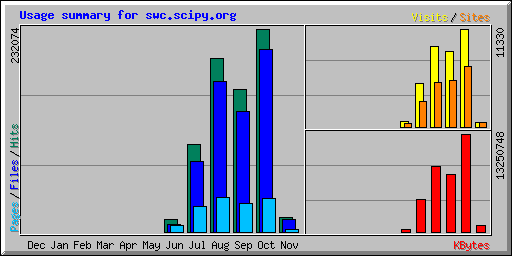 Usage summary for swc.scipy.org
Visits/Sites
232074
11330
Pages/Files/Hits
13250748
Dec Jan Feb Mar Apr May Jun Jul Aug Sep Oct Nov
KBytes